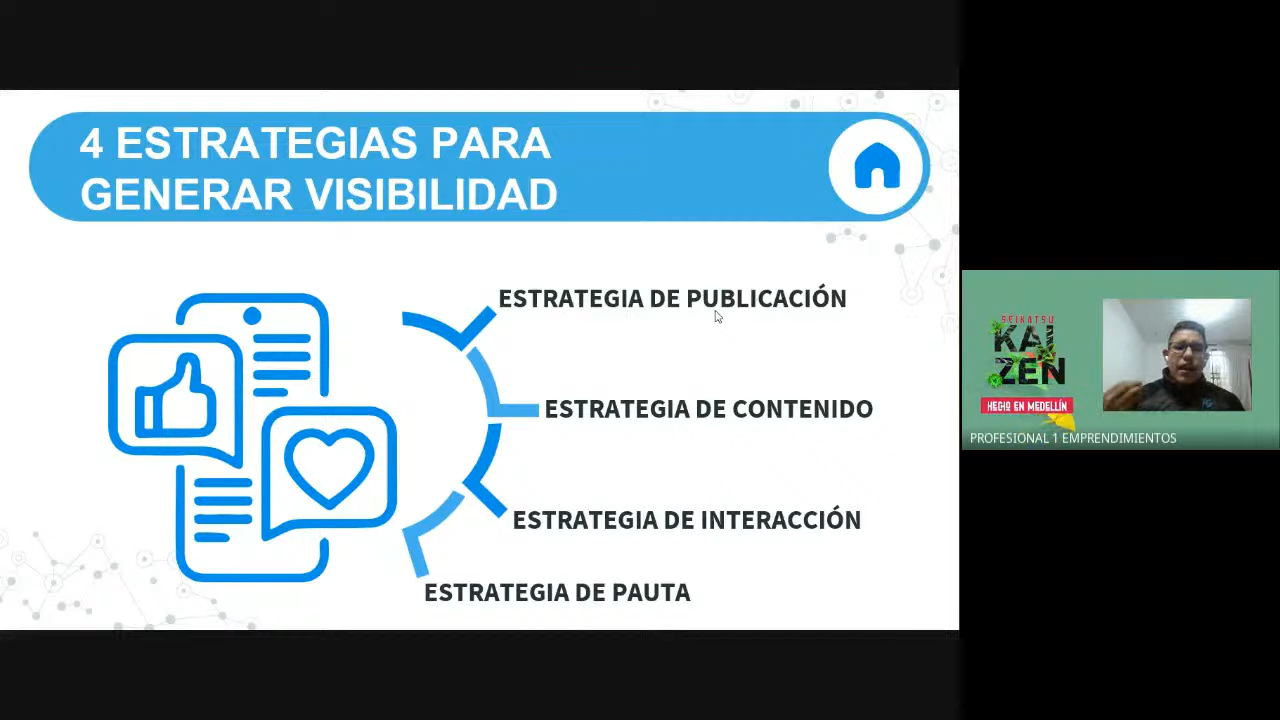 4 ESTRATEGIAS PARA
GENERAR VISIBILIDAD
ESTRATEGIA DE PUBLICACIÓN
ESTRATEGIA DE CONTENIDO
ESTRATEGIA DE INTERACCIÓN
ESTRATEGIA DE PAUTA
SEIKATSU
KAI
ZEN
HECHO EN MEDELLÍN
PROFESIONAL 1 EMPRENDIMIENTOS